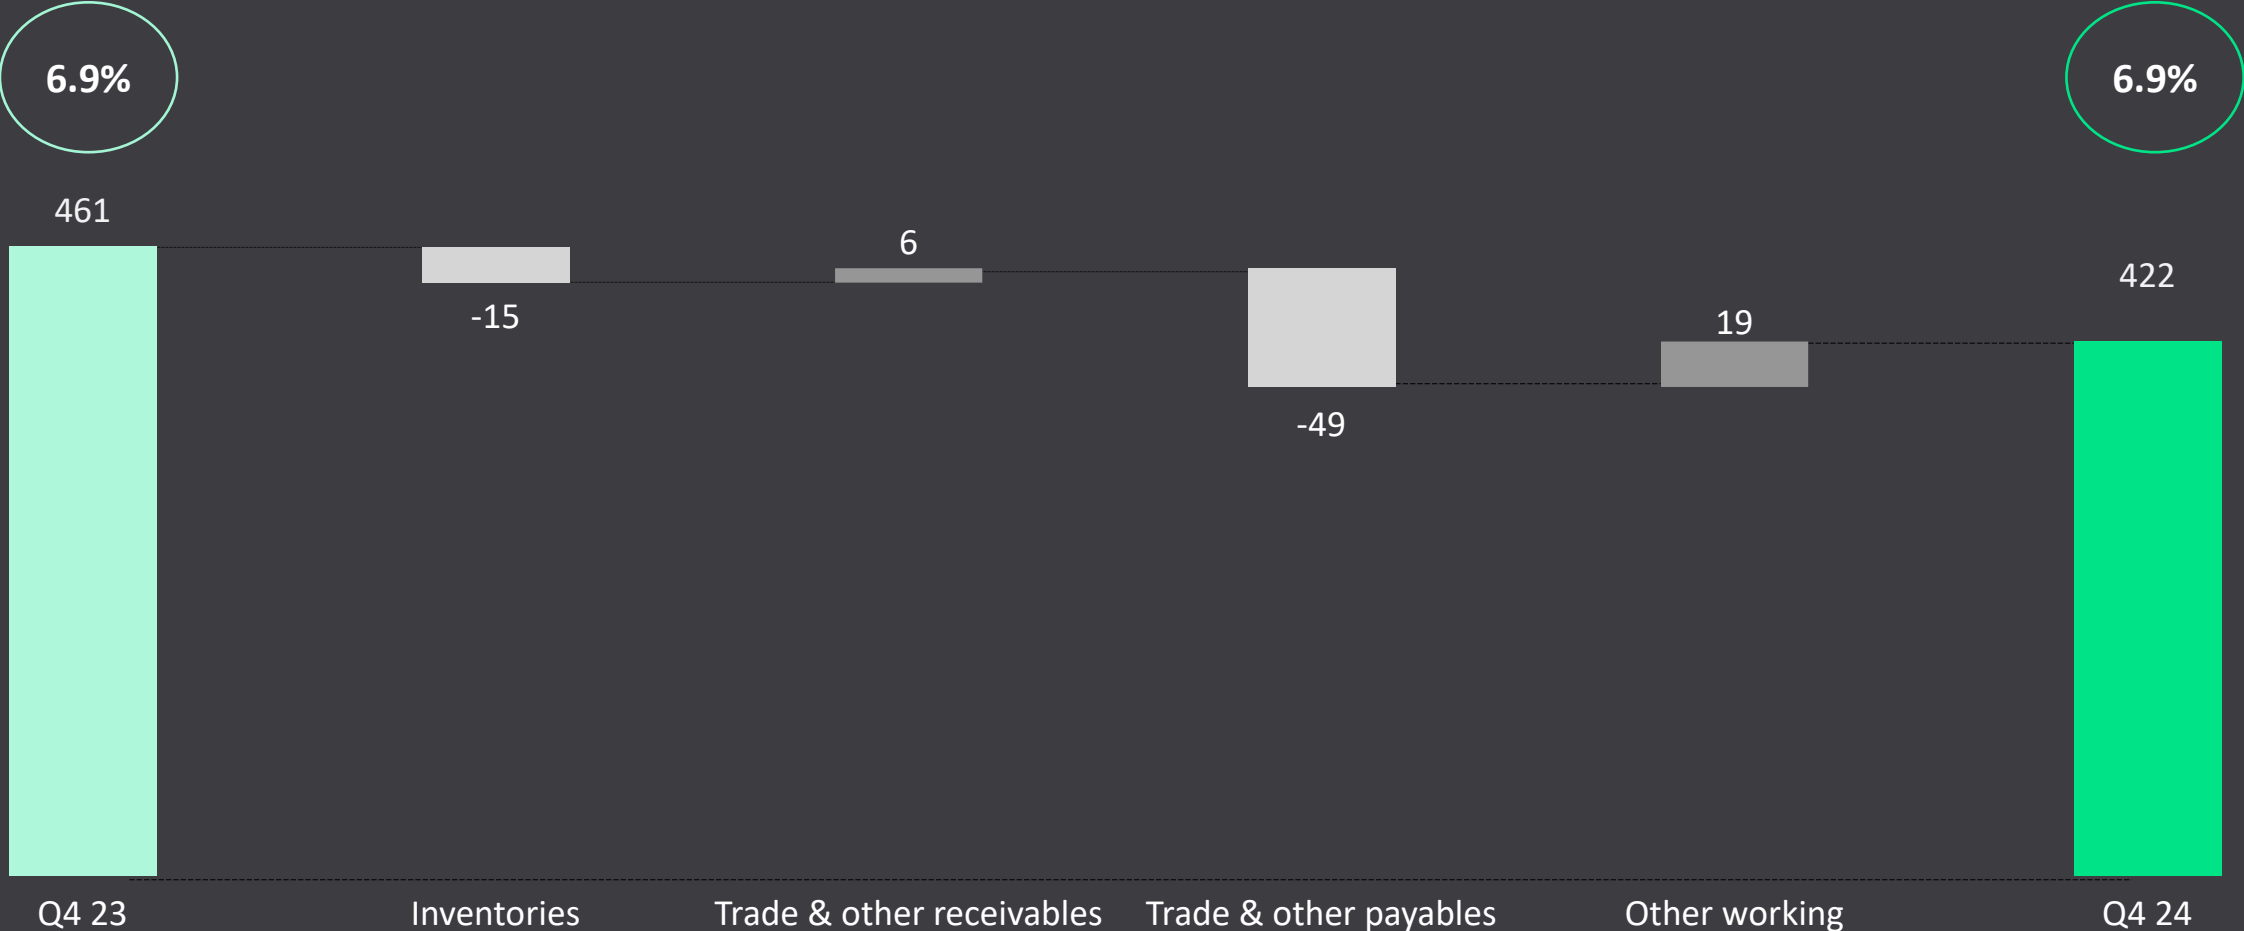 6.9%
6.9%
461
6
422
-15
19
-49
Q4 23
Inventories
Trade & other receivables
Trade & other payables
Other working
Q4 24